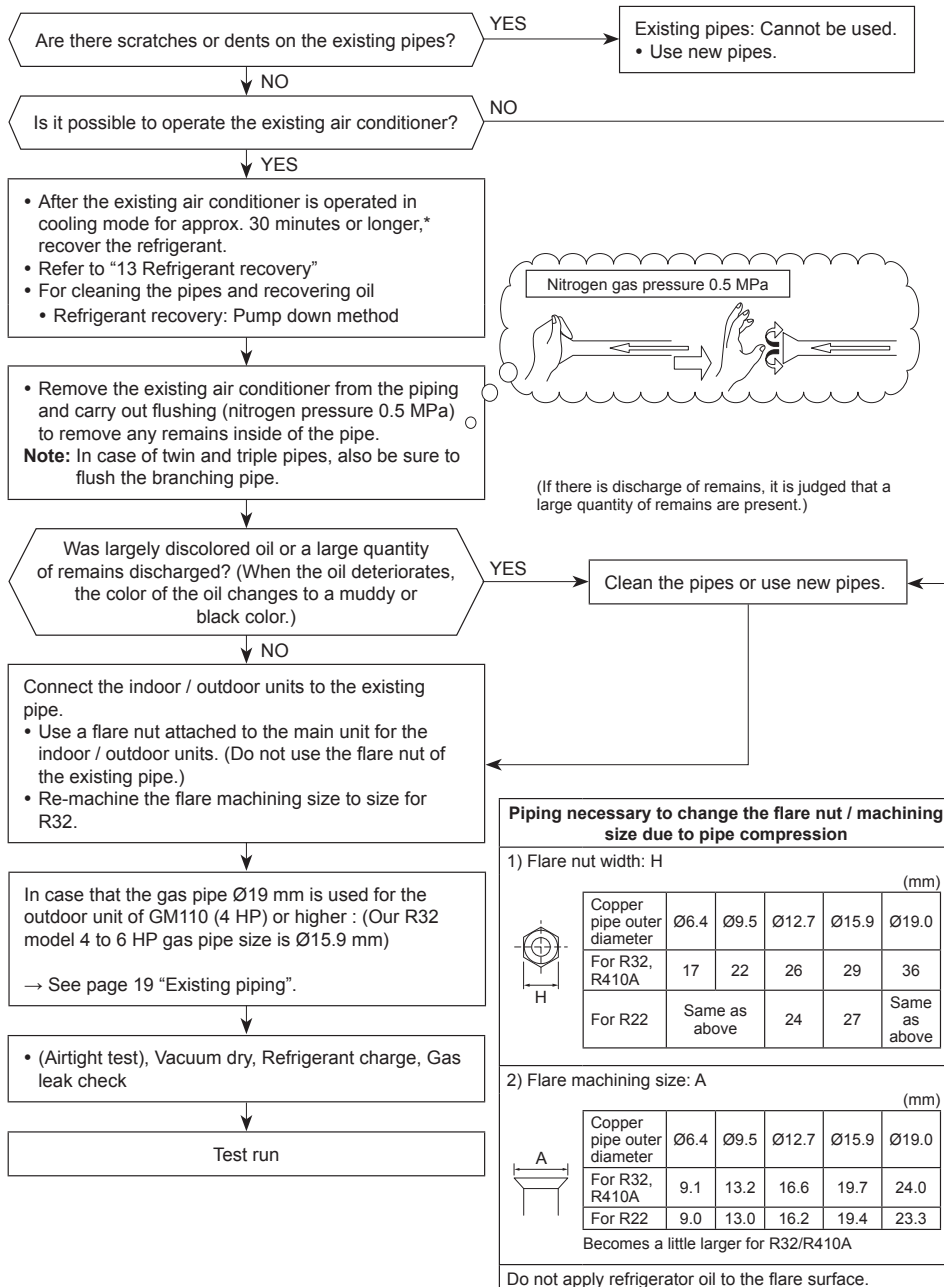 Are there scratches or dents on the existing pipes?
YES
Existing pipes: Cannot be used.
• Use new pipes.
NO
Is it possible to operate the existing air conditioner?
NO
YES
• After the existing air conditioner is operated in
cooling mode for approx. 30 minutes or longer,*
recover the refrigerant.
• Refer to “13 Refrigerant recovery”
• For cleaning the pipes and recovering oil
• Refrigerant recovery: Pump down method
Nitrogen gas pressure 0.5 MPa
• Remove the existing air conditioner from the piping
and carry out flushing (nitrogen pressure 0.5 MPa)
to remove any remains inside of the pipe.
Note: In case of twin and triple pipes, also be sure to
flush the branching pipe.
(If there is discharge of remains, it is judged that a
large quantity of remains are present.)
Was largely discolored oil or a large quantity
of remains discharged? (When the oil deteriorates,
the color of the oil changes to a muddy or
black color.)
YES
Clean the pipes or use new pipes.
NO
Connect the indoor / outdoor units to the existing
pipe.
• Use a flare nut attached to the main unit for the
indoor / outdoor units. (Do not use the flare nut of
the existing pipe.)
• Re-machine the flare machining size to size for
R32.
In case that the gas pipe Ø19 mm is used for the
outdoor unit of GM110 (4 HP) or higher : (Our R32
model 4 to 6 HP gas pipe size is Ø15.9 mm)
→ See page 19 “Existing piping”.
• (Airtight test), Vacuum dry, Refrigerant charge, Gas
leak check
Test run
Piping necessary to change the flare nut / machining
size due to pipe compression
1) Flare nut width: H
(mm)
H
Copper
pipe outer
diameter
Ø6.4 Ø9.5 Ø12.7 Ø15.9 Ø19.0
For R32,
R410A
17 22 26 29 36
For R22
Same as
above
24 27
Same
as
above
2) Flare machining size: A
(mm)
A
Copper
pipe outer
diameter
Ø6.4 Ø9.5 Ø12.7 Ø15.9 Ø19.0
For R32,
R410A
9.1 13.2 16.6 19.7 24.0
For R22 9.0 13.0 16.2 19.4 23.3
Becomes a little larger for R32/R410A
Do not apply refrigerator oil to the flare surface.